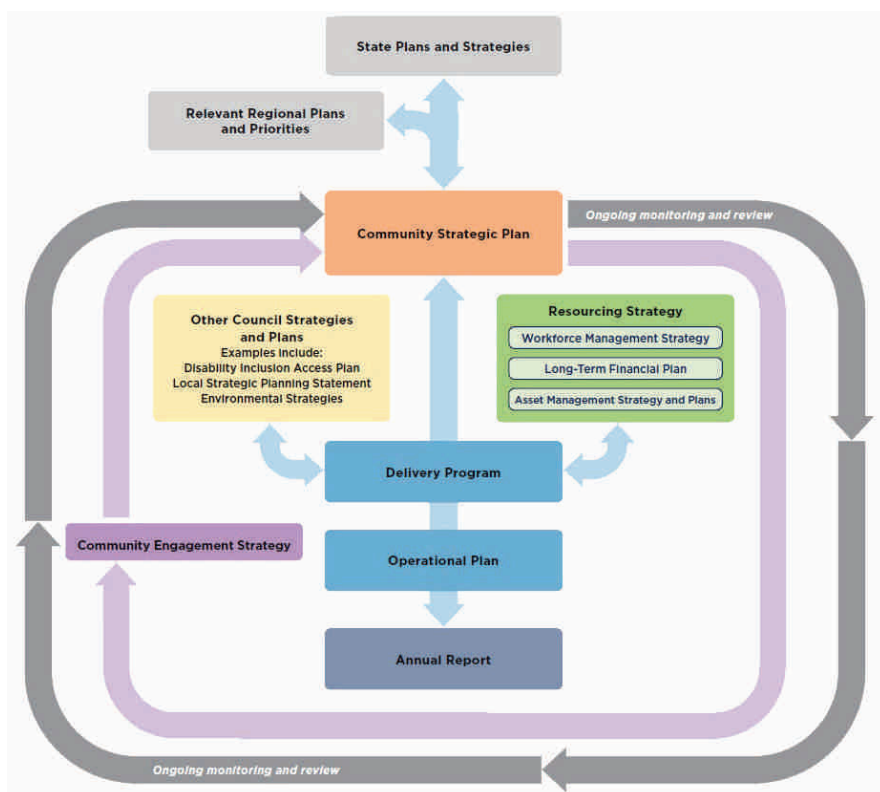 State Plans and Strategies
Relevant Regional Plans
and Priorities
Ongoing monitoring and review
Community Strategic Plan
Other Council Strategies
and Plans
Examples include:
Disability Inclusion Access Plan
Local Strategic Planning Statement
Environmental Strategies
Resourcing Strategy
Workforce Management Strategy
Long-Term Financial Plan
Asset Management Strategy and Plans
Delivery Program
Community Engagement Strategy
Operational Plan
Annual Report
Ongoing monitoring and review